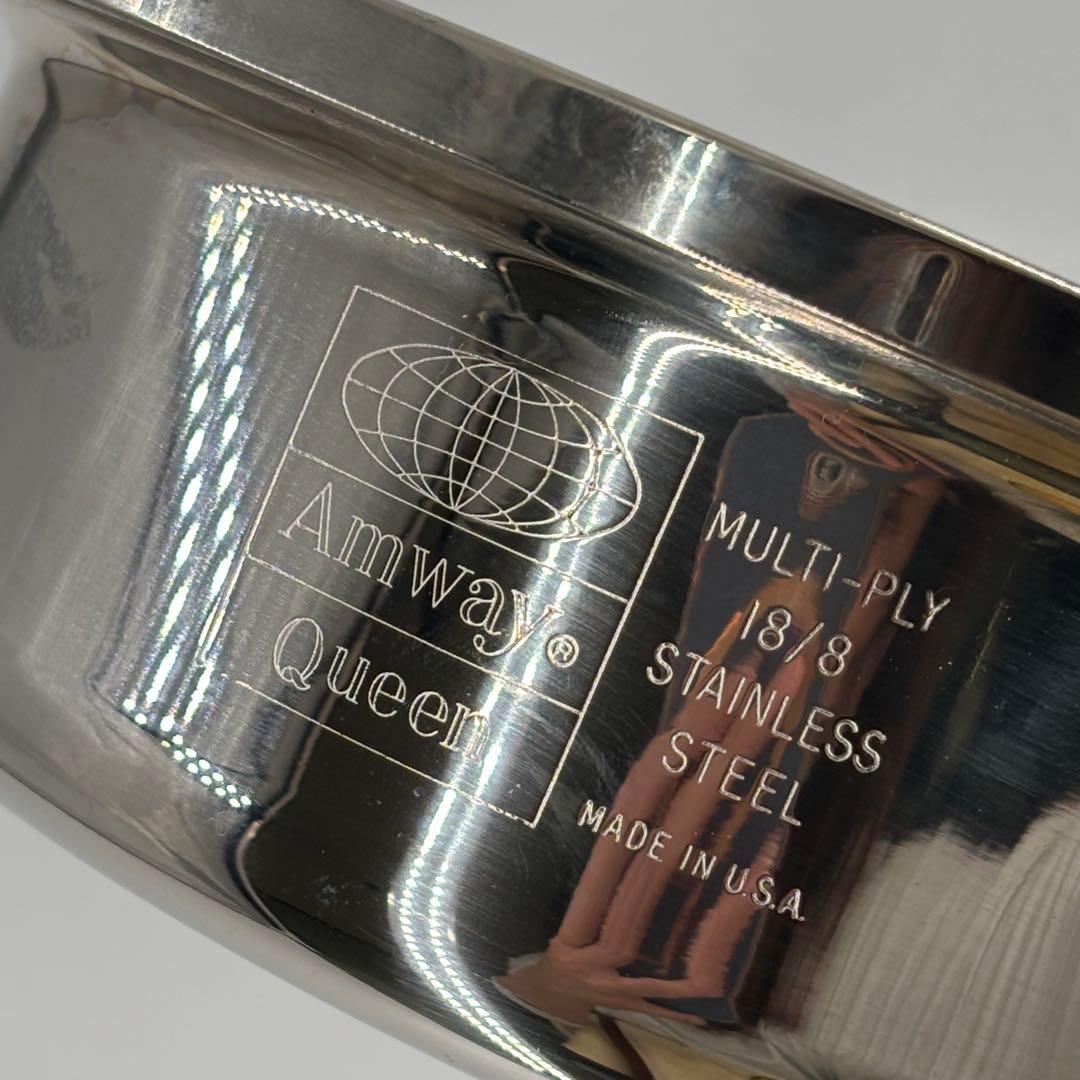 Amway®
Queen
MULTI-PLY
18/8
STAINLESS
STEEL
MADE IN U.S.A.